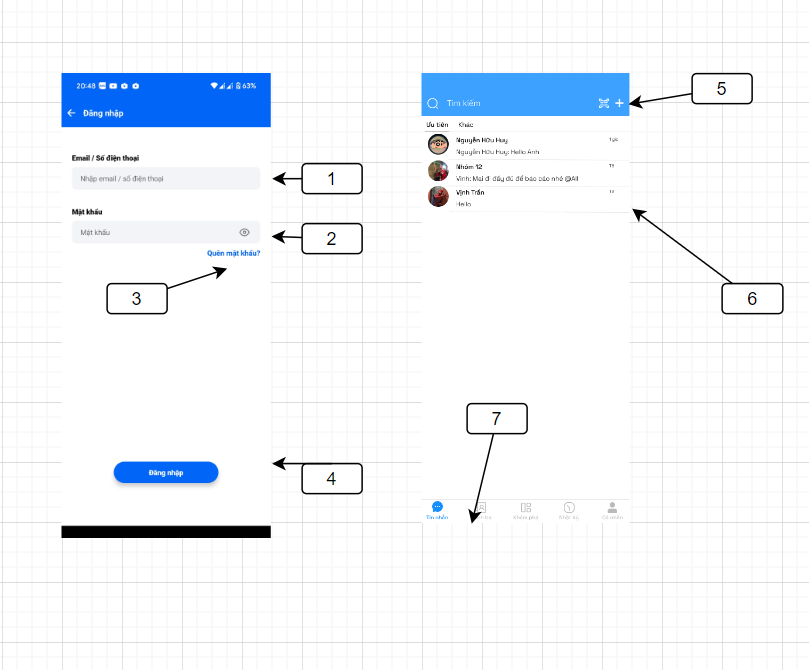 20:48
63%
Đăng nhập
Email / Số điện thoại
Nhập email / số điện thoại
1
Mật khẩu
Mật khẩu
2
Quên mật khẩu?
3
Đăng nhập
4
5
Tìm kiếm
Ưu tiên Khác
Nguyễn Hữu Huy
Nguyễn Hữu Huy: Hello Anh
Nhóm 12
T6
Vinh: Mai đi đầy đủ để báo cáo nhó @All
Vịnh Trần
Hello
6
7
Tin nhắn
Khám phá
Nhật ký
Cá nhân